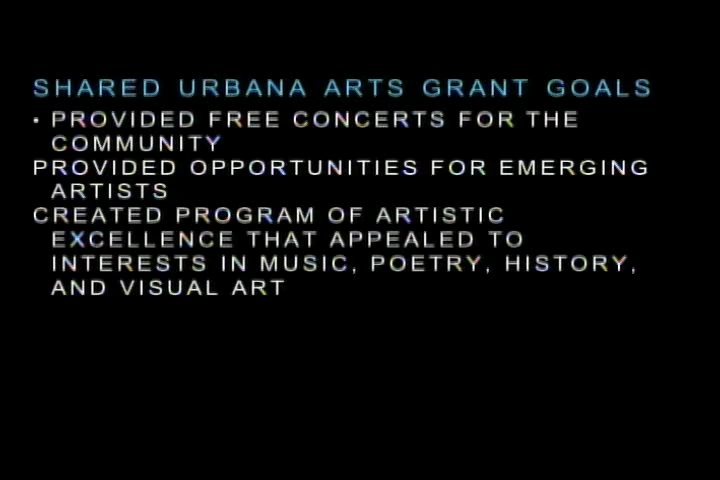 SHARED URBANA ARTS GRANT GOALS
• PROVIDED FREE CONCERTS FOR THE
COMMUNITY
PROVIDED OPPORTUNITIES FOR EMERGING
ARTISTS
CREATED PROGRAM OF ARTISTIC
EXCELLENCE THAT APPEALED TO
INTERESTS IN MUSIC, POETRY, HISTORY,
AND VISUAL ART